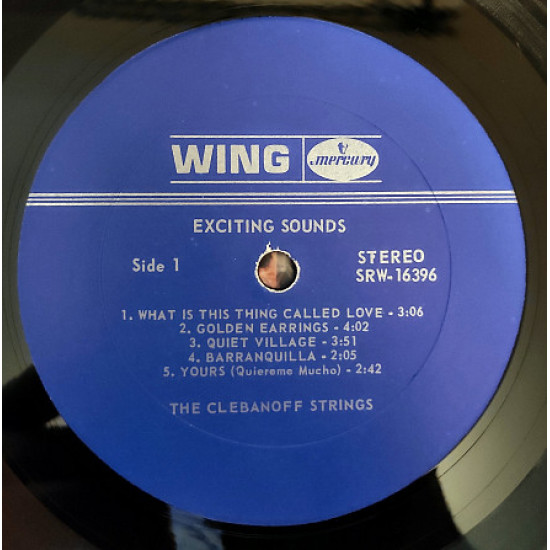 WING mercury
EXCITING SOUNDS
Side 1
STEREO
SRW-16396
1. WHAT IS THIS THING CALLED LOVE - 3:06
2. GOLDEN EARRINGS - 4:02
3. QUIET VILLAGE - 3:51
4. BARRANQUILLA - 2:05
5. YOURS (Quiereme Mucho) - 2:42
THE CLEBANOFF STRINGS